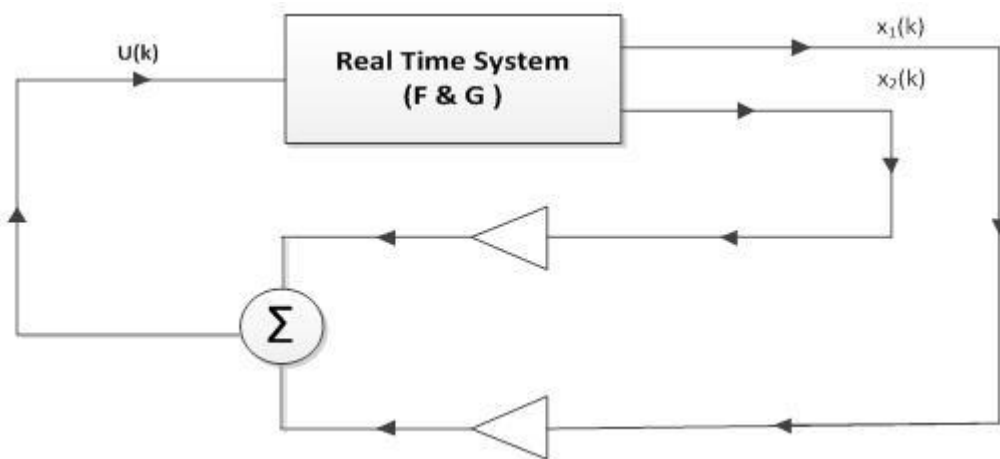 U(k)
Real Time System
(F & G )
x₁(k)
x₂(k)
Σ